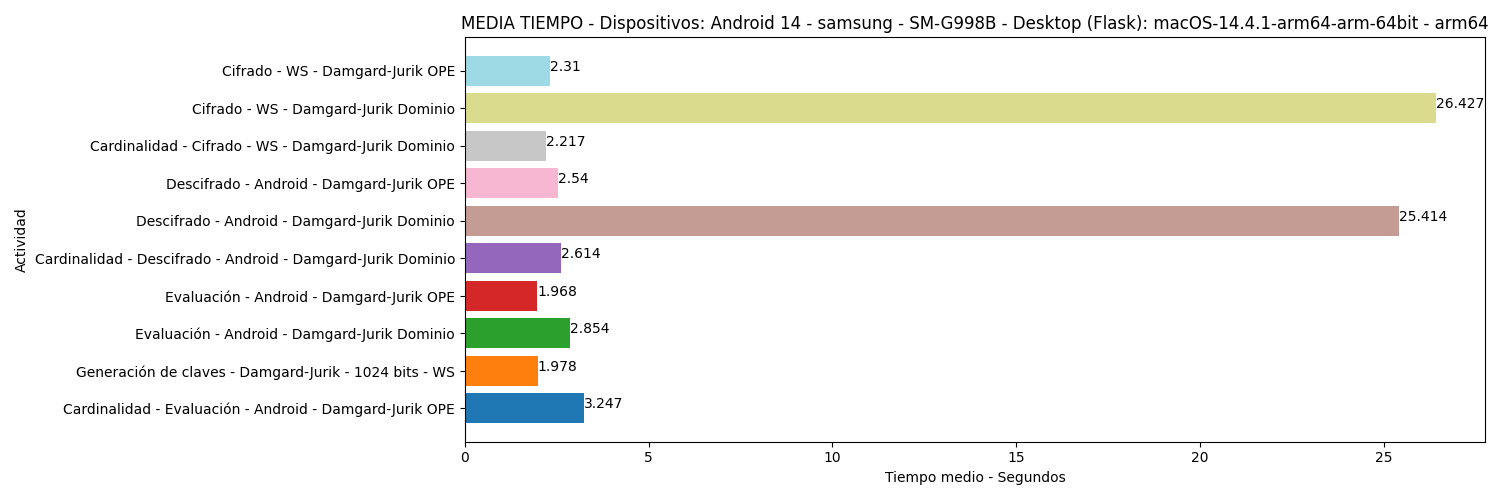 MEDIA TIEMPO - Dispositivos: Android 14 - samsung - SM-G998B - Desktop (Flask): macOS-14.4.1-arm64-arm-64bit - arm64
Actividad
Cifrado - WS - Damgard-Jurik OPE 2.31
Cifrado - WS - Damgard-Jurik Dominio 26.427
Cardinalidad - Cifrado - WS - Damgard-Jurik Dominio 2.217
Descifrado - Android - Damgard-Jurik OPE 2.54
Descifrado - Android - Damgard-Jurik Dominio 25.414
Cardinalidad - Descifrado - Android - Damgard-Jurik Dominio 2.614
Evaluación - Android - Damgard-Jurik OPE 1.968
Evaluación - Android - Damgard-Jurik Dominio 2.854
Generación de claves - Damgard-Jurik - 1024 bits - WS 1.978
Cardinalidad - Evaluación - Android - Damgard-Jurik OPE 3.247
0 5 10 15 20 25
Tiempo medio - Segundos